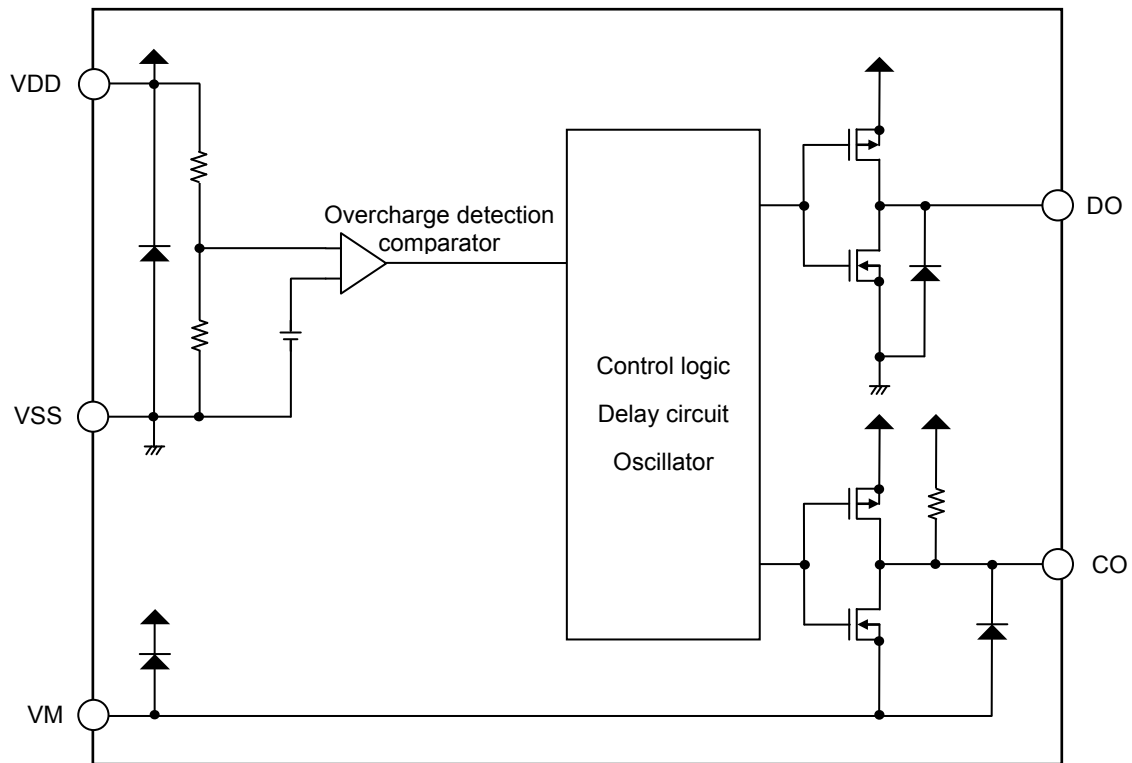 VDD
Overcharge detection
comparator
DO
VSS
Control logic
Delay circuit
Oscillator
CO
VM